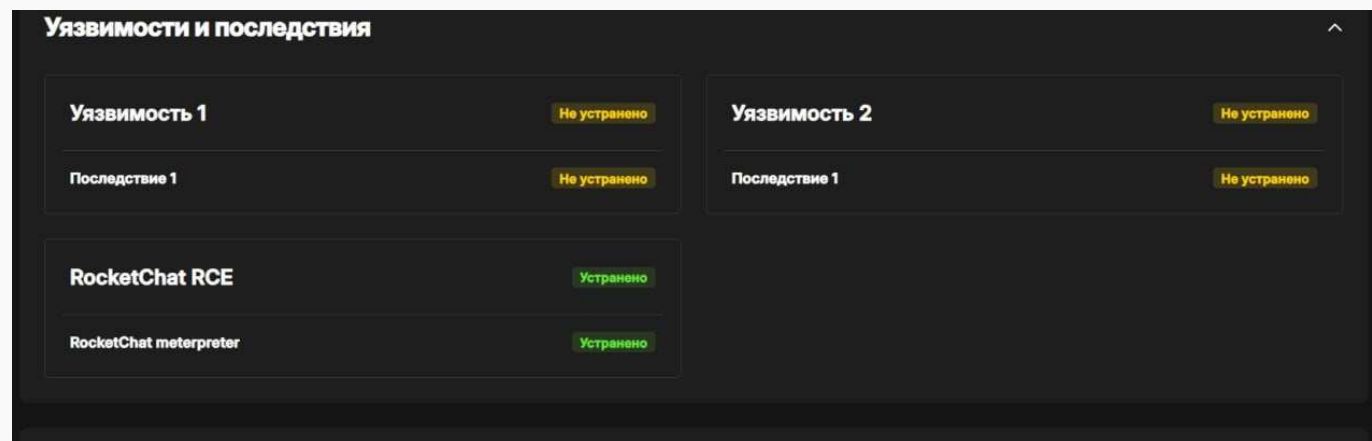 Уязвимости и последствия
Уязвимость 1 Не устранено
Последствие 1 Не устранено
Уязвимость 2 Не устранено
Последствие 1 Не устранено
RocketChat RCE Устранено
RocketChat meterpreter Устранено